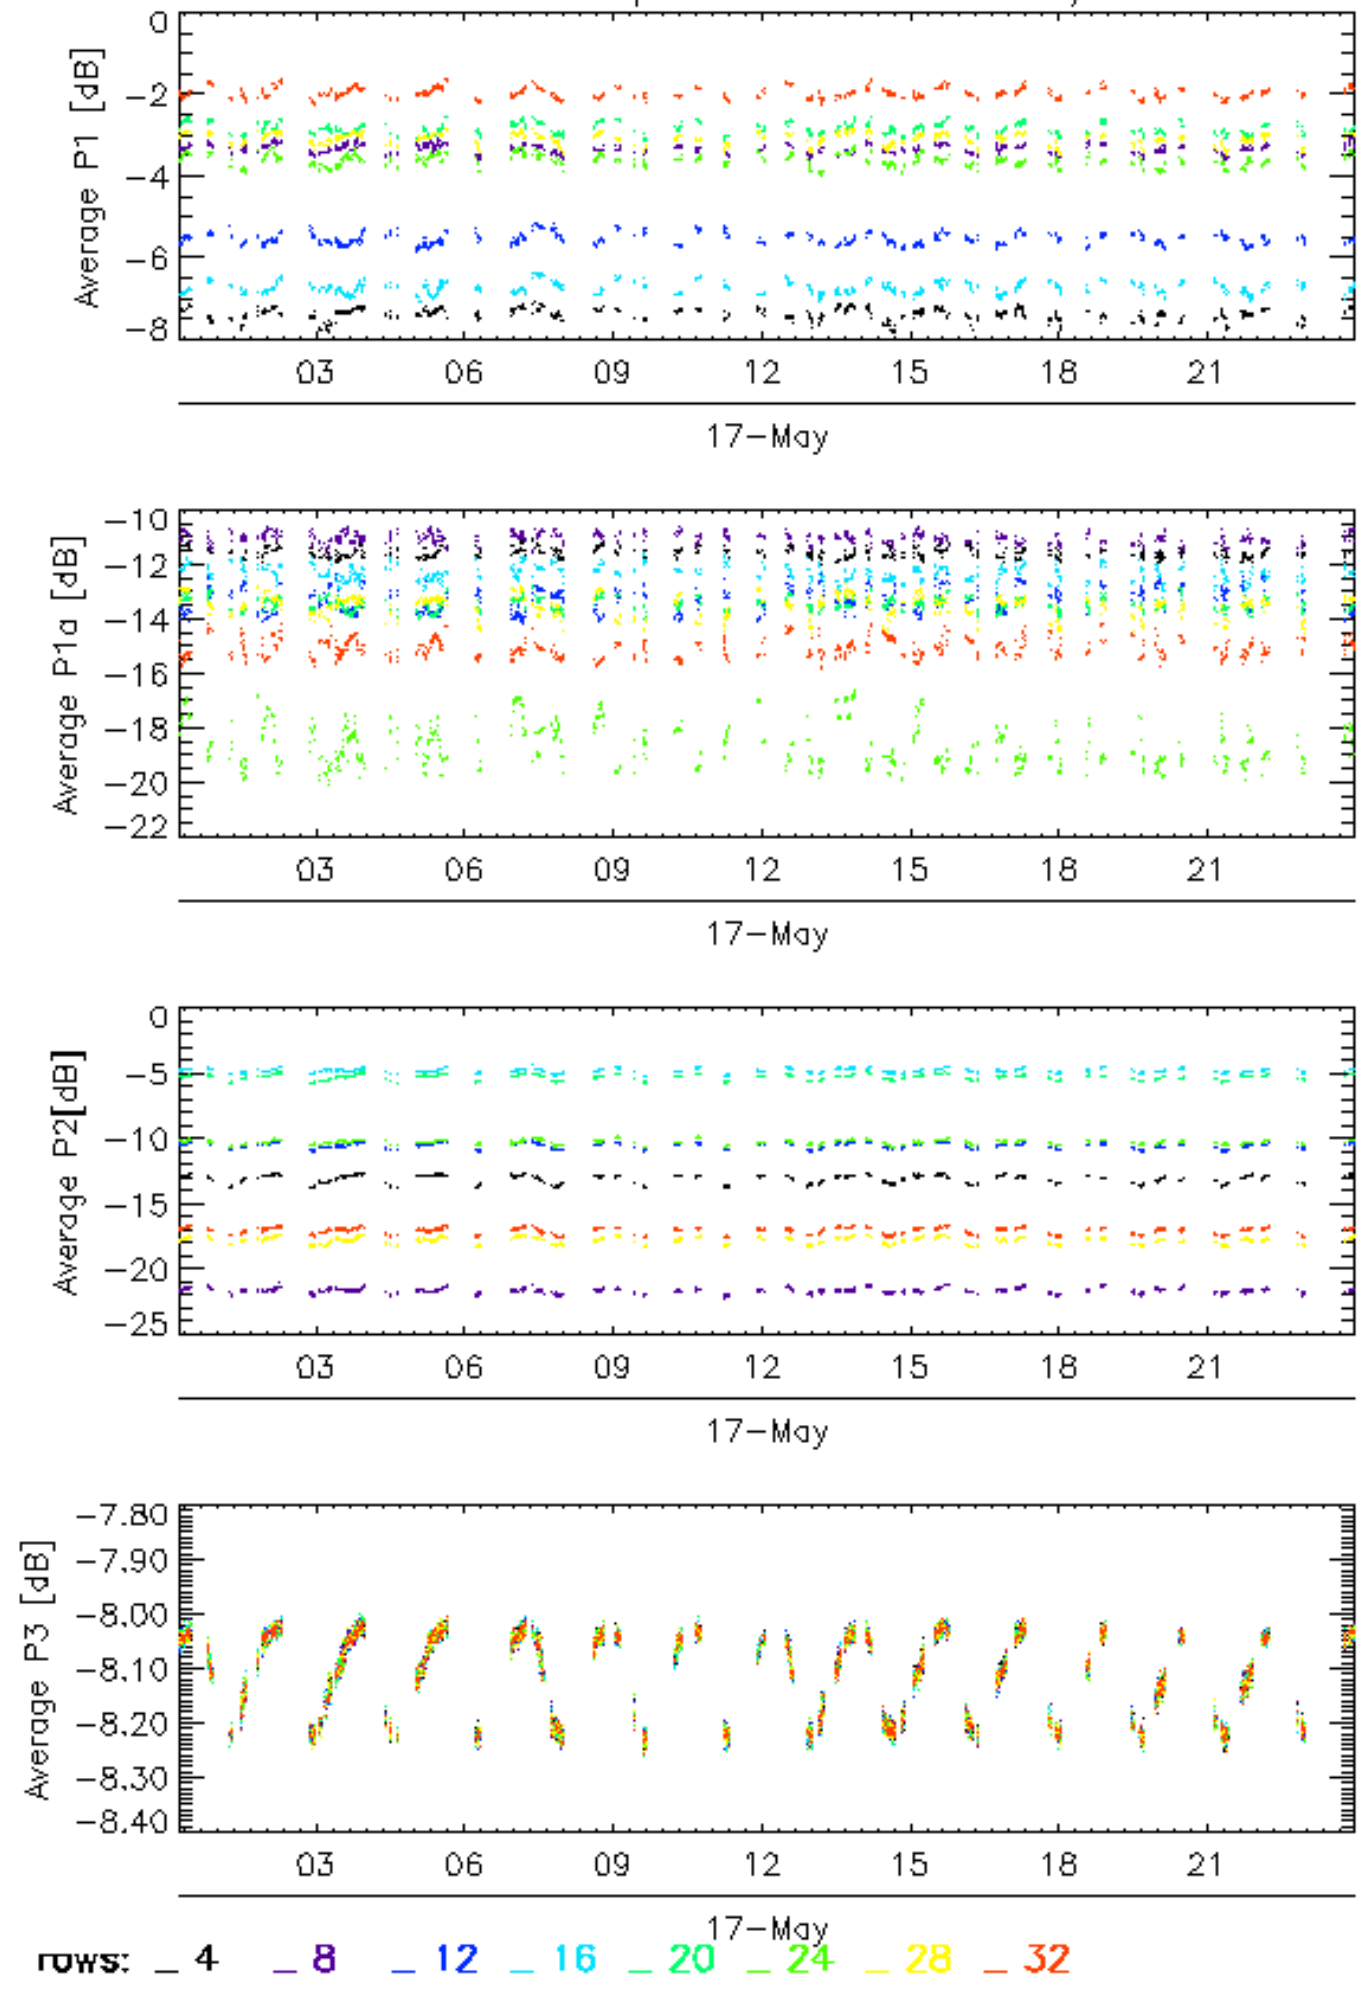 Average P1 [dB]
0
−2
−4
−6
−8
03 06 09 12 15 18 21
17−May
Average P1a [dB]
−10
−12
−14
−16
−18
−20
−22
03 06 09 12 15 18 21
17−May
Average P2[dB]
0
−5
−10
−15
−20
−25
03 06 09 12 15 18 21
17−May
Average P3 [dB]
−7.80
−7.90
−8.00
−8.10
−8.20
−8.30
−8.40
03 06 09 12 15 18 21
17−May
rows: _ 4 _ 8 _ 12 _ 16 _ 20 _ 24 _ 28 _ 32